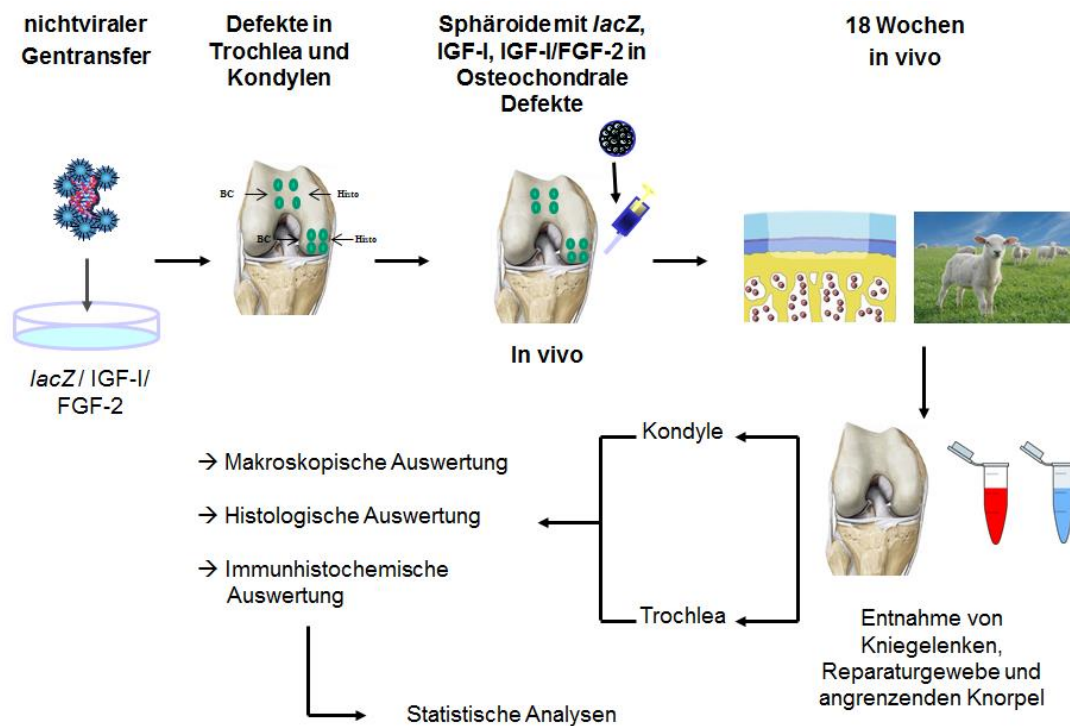 nichtviraler
Gentransfer
Defekte in
Trochlea und
Kondylen
Sphäroide mit lacZ,
IGF-I, IGF-I/FGF-2 in
Osteochondrale
Defekte
18 Wochen
in vivo
BC
Histo
BC
Histo
lacZ / IGF-I/
FGF-2
In vivo
→ Makroskopische Auswertung
→ Histologische Auswertung
→ Immunhistochemische
Auswertung
Kondyle
Trochlea
Entnahme von
Kniegelenken,
Reparaturgewebe und
angrenzenden Knorpel
Statistische Analysen